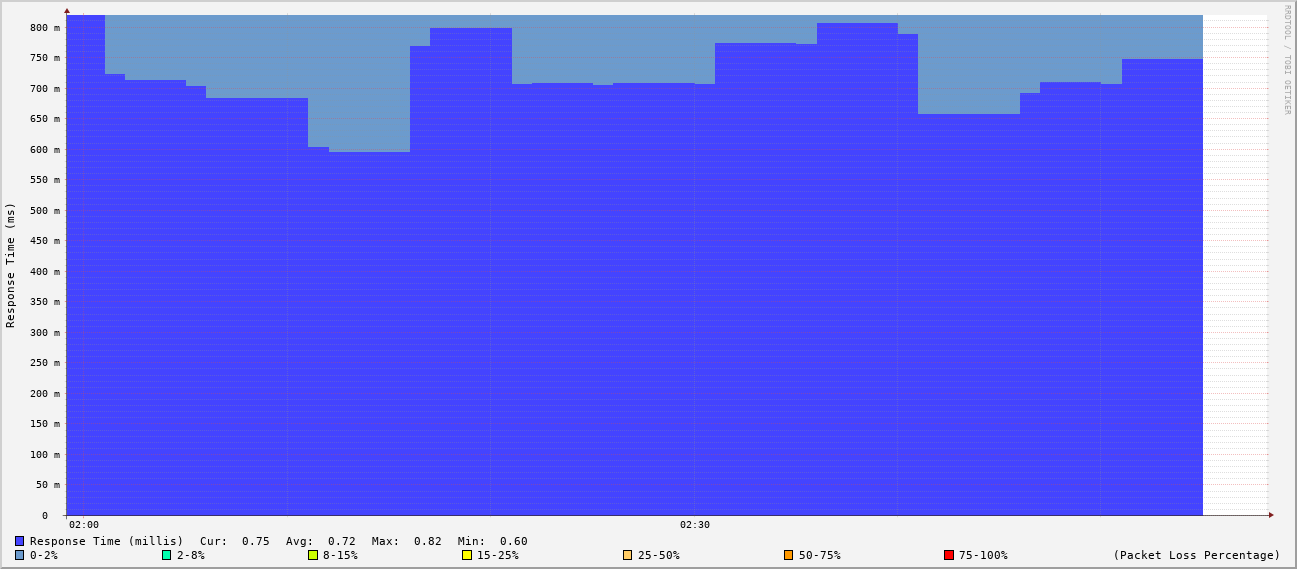 RRDTOOL / TOBI OETIKER
Response Time (ms)
800 m
750 m
700 m
650 m
600 m
550 m
500 m
450 m
400 m
350 m
300 m
250 m
200 m
150 m
100 m
50 m
0
02:00 02:30
Response Time (millis) Cur: 0.75 Avg: 0.72 Max: 0.82 Min: 0.60
0-2% 2-8% 8-15% 15-25% 25-50% 50-75% 75-100% (Packet Loss Percentage)